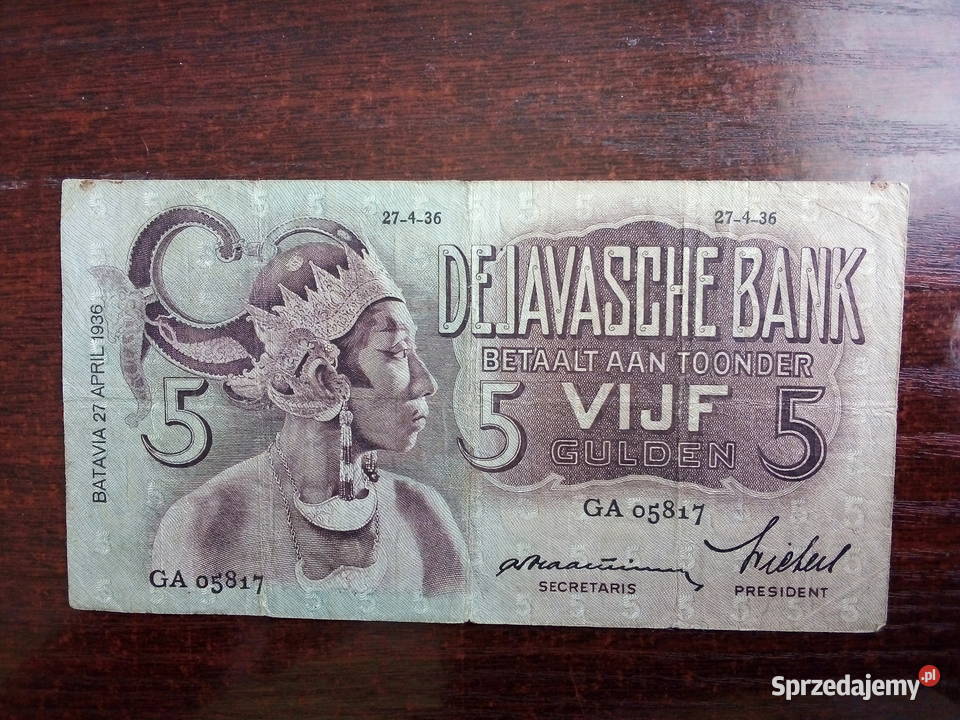 27-4-36
27-4-36
DE JAVASCHE BANK
BETAALT AAN TOONDER
5
5
VIJF
5
GULDEN
BATAVIA 27 APRIL 1936
GA 05817
GA 05817
SECRETARIS
PRESIDENT
Sprzedajemy.pl